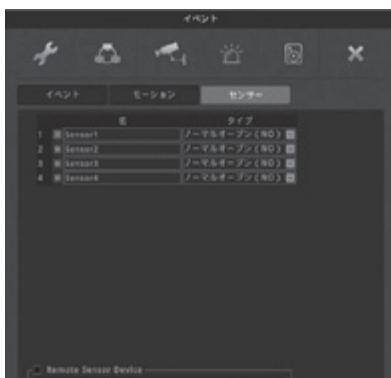 イベント
イベント モーション センサー
名 タイプ
1 Sensor1 ノーマルオープン(NO)
2 Sensor2 ノーマルオープン(NO)
3 Sensor3 ノーマルオープン(NO)
4 Sensor4 ノーマルオープン(NO)
Remote Sensor Device